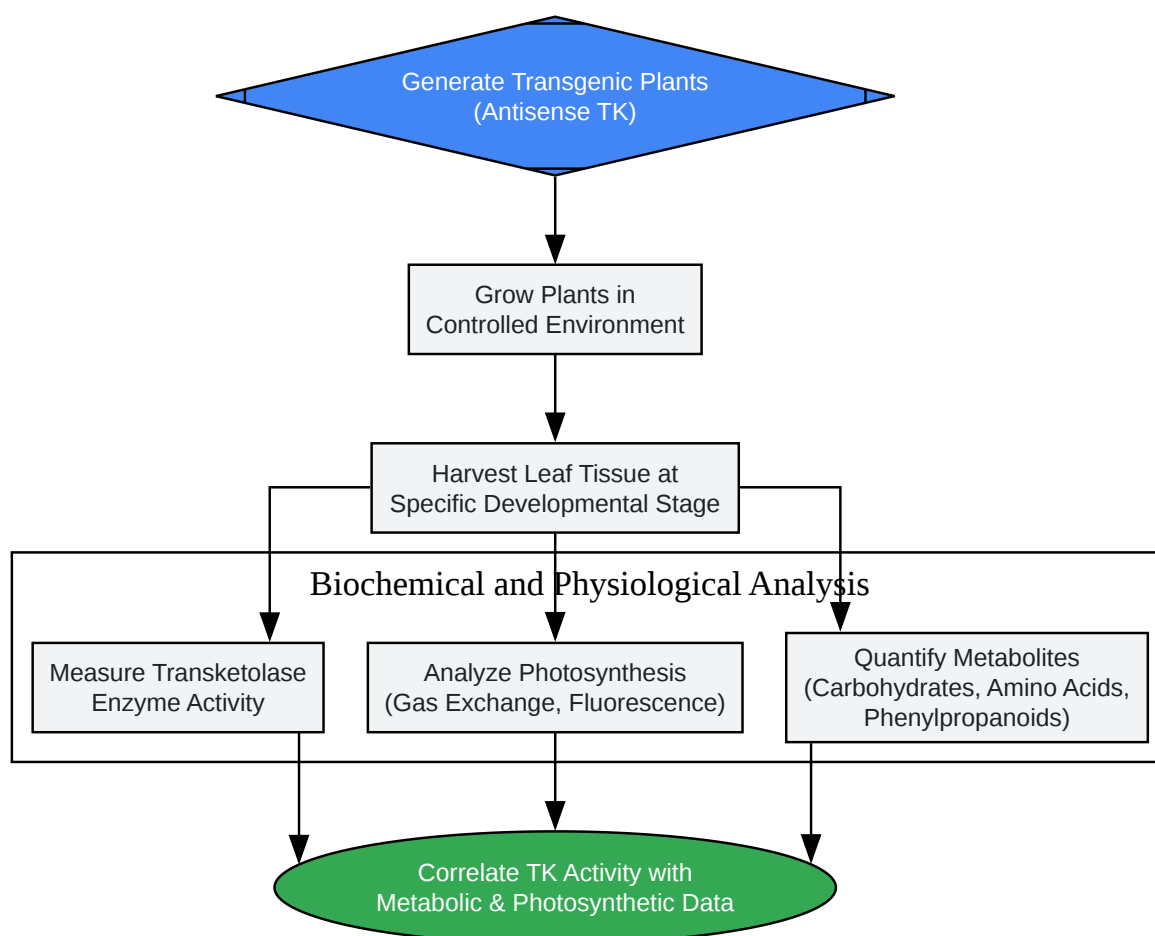 Generate Transgenic Plants
(Antisense TK)
Grow Plants in
Controlled Environment
Harvest Leaf Tissue at
Specific Developmental Stage
Biochemical and Physiological Analysis
Measure Transketolase
Enzyme Activity
Analyze Photosynthesis
(Gas Exchange, Fluorescence)
Quantify Metabolites
(Carbohydrates, Amino Acids,
Phenylpropanoids)
Correlate TK Activity with
Metabolic & Photosynthetic Data